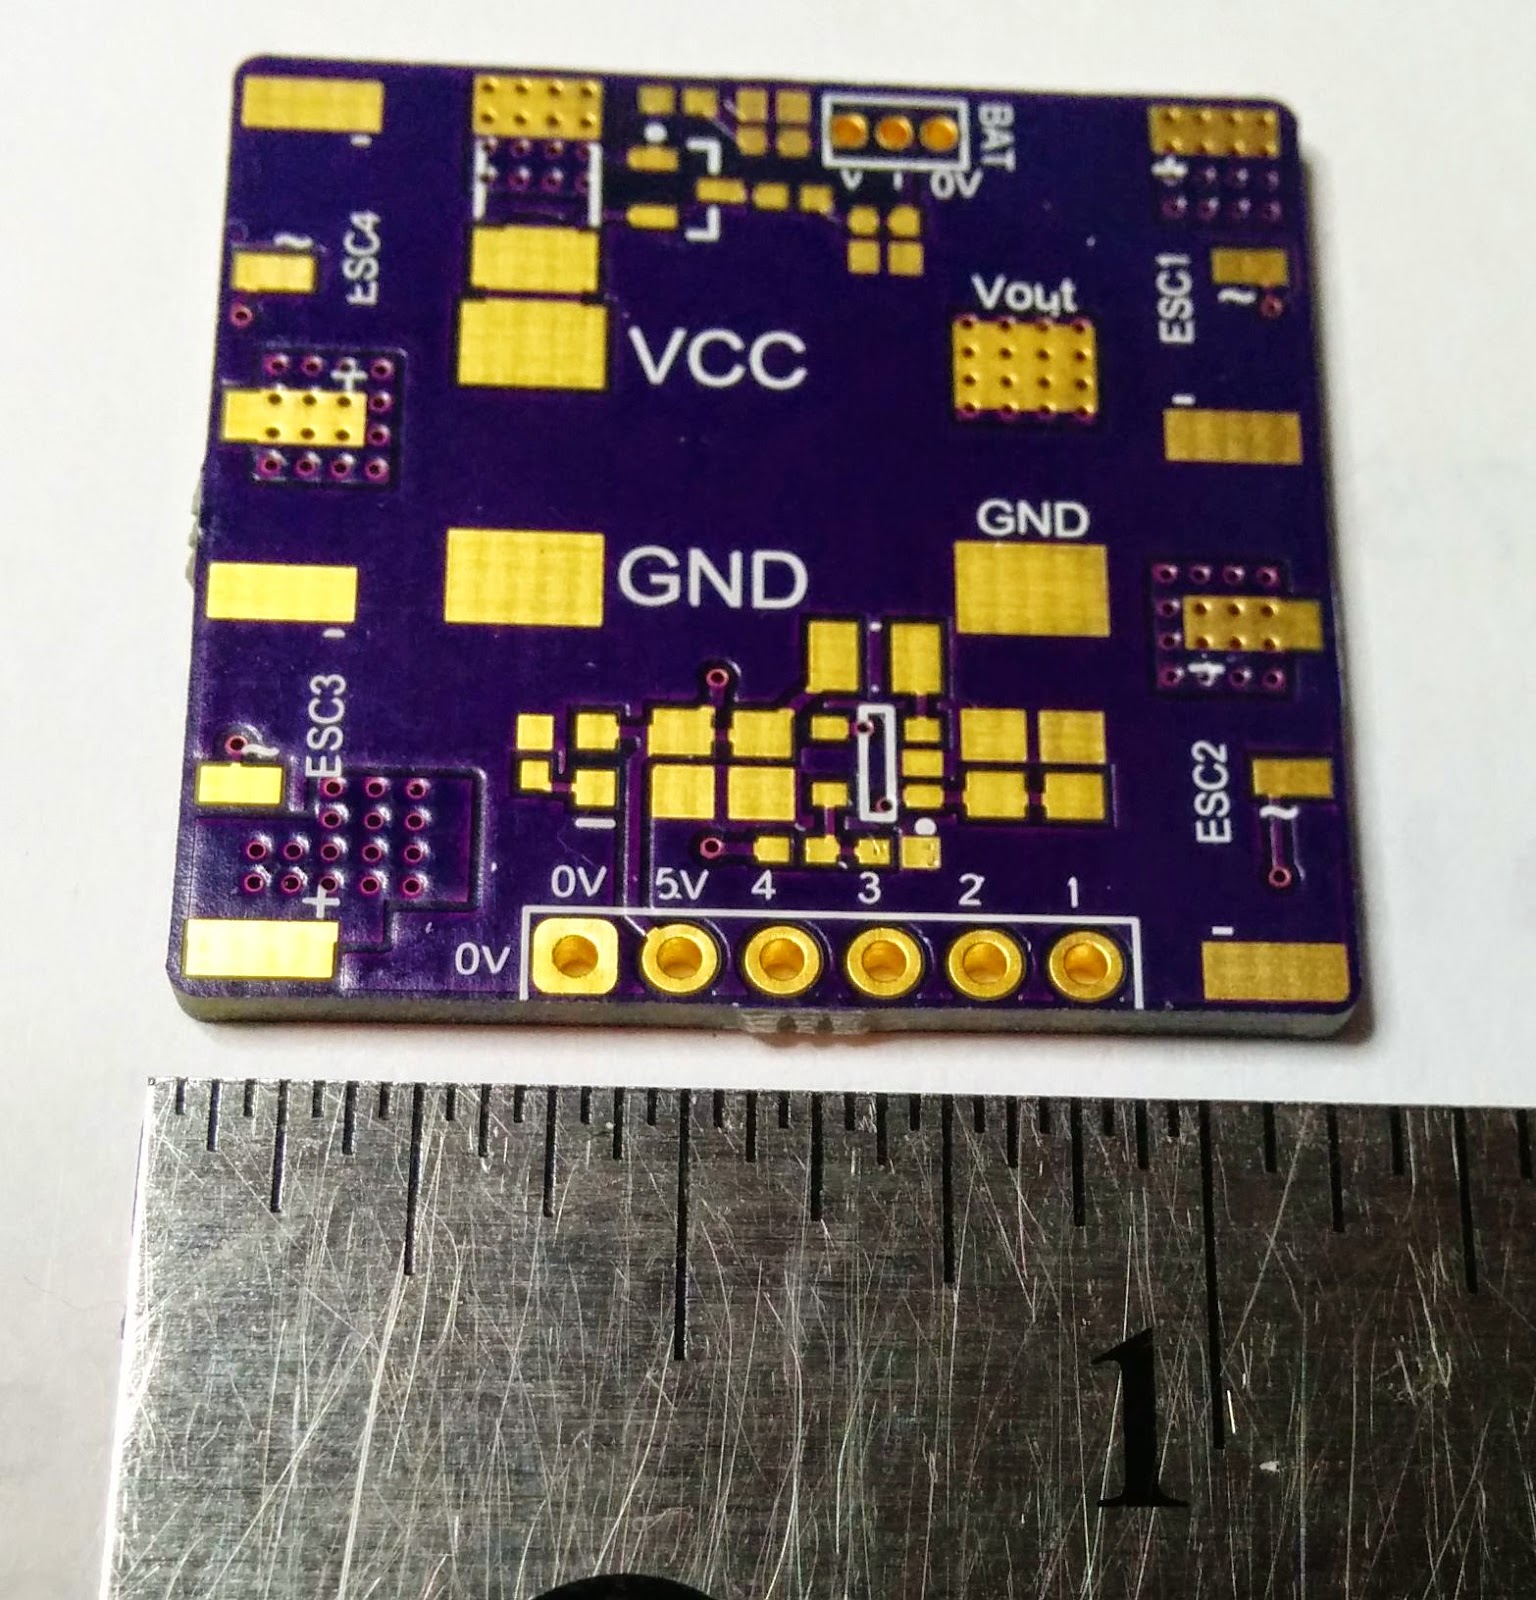 BAT
V I 0V
ESC4
ESC1
+
Vout
VCC
GND
GND
ESC3
ESC2
0V 5V 4 3 2 1
0V
1